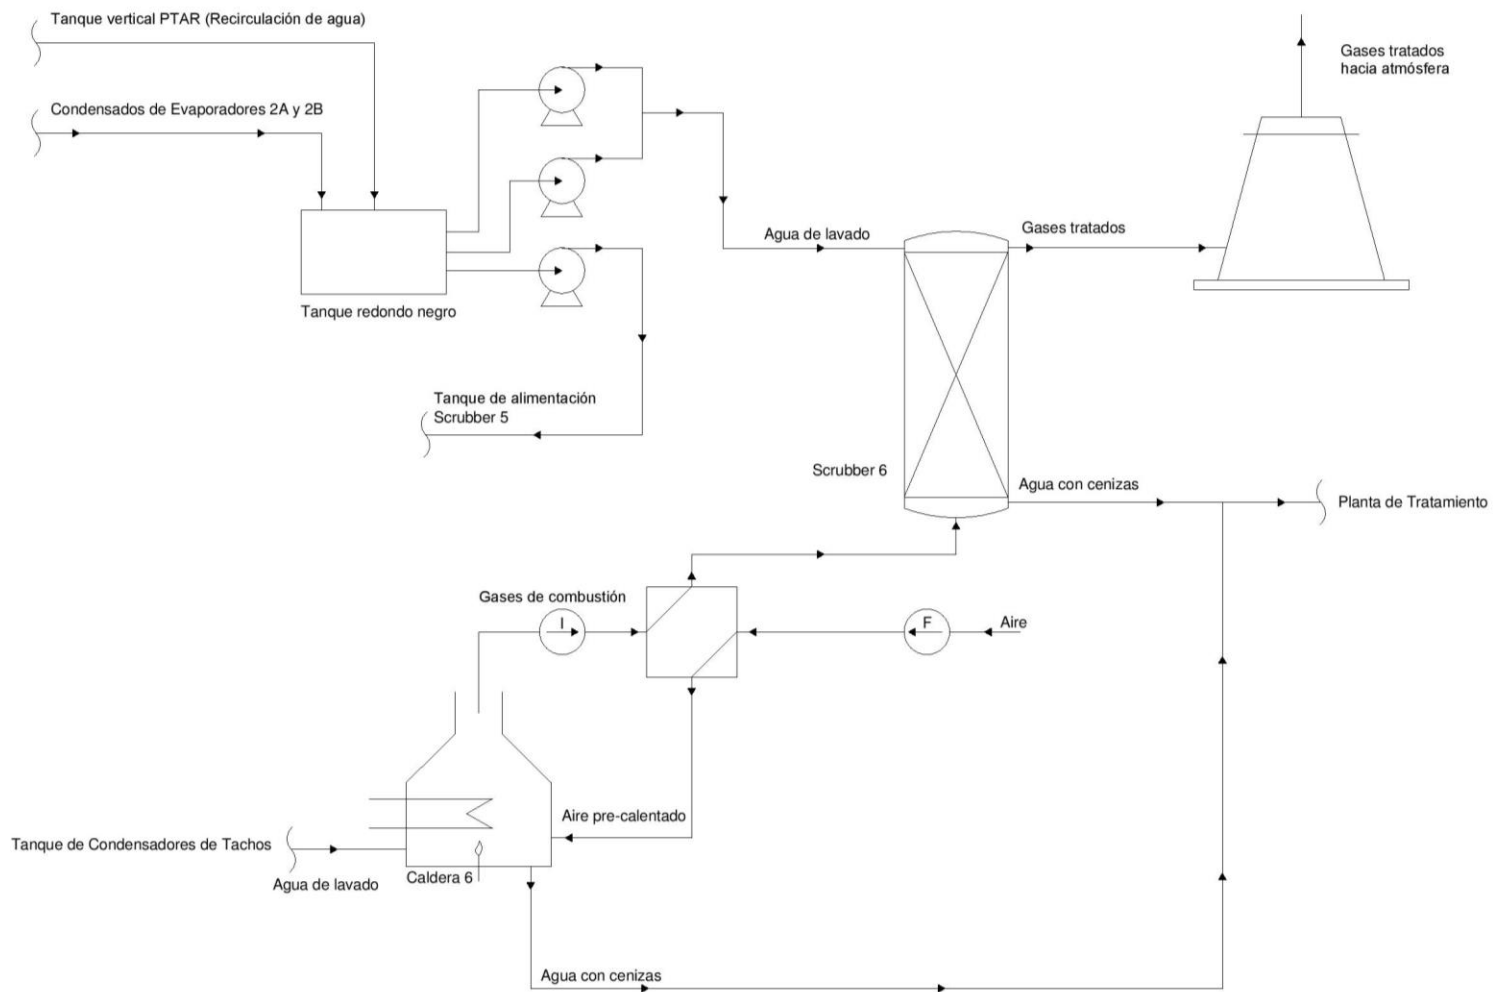 Tanque vertical PTAR (Recirculación de agua)
Gases tratados
hacia atmósfera
Condensados de Evaporadores 2A y 2B
Agua de lavado
Gases tratados
Tanque redondo negro
Tanque de alimentación
Scrubber 5
Scrubber 6
Agua con cenizas
Planta de Tratamiento
Gases de combustión
I
F
Aire
Aire pre-calentado
Tanque de Condensadores de Tachos
Agua de lavado
Caldera 6
Agua con cenizas